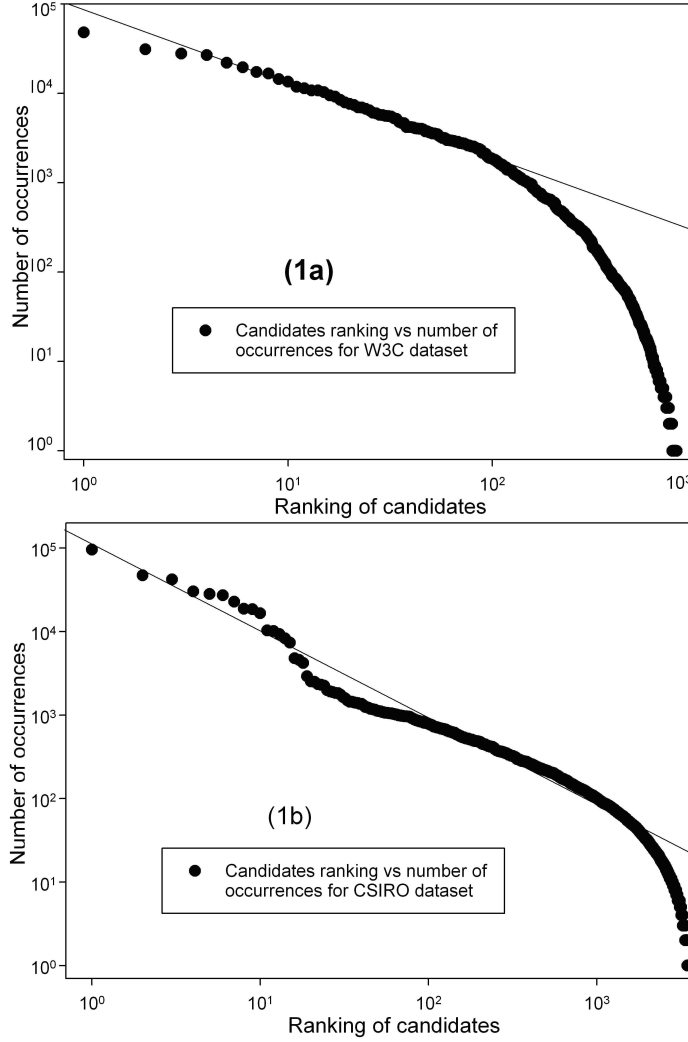 10⁵
10⁴
10³
10²
10¹
10⁰
Number of occurrences
(1a)
Candidates ranking vs number of
occurrences for W3C dataset
10⁰ 10¹ 10² 10³
Ranking of candidates
10⁵
10⁴
10³
10²
10¹
10⁰
Number of occurrences
(1b)
Candidates ranking vs number of
occurrences for CSIRO dataset
10⁰ 10¹ 10² 10³
Ranking of candidates